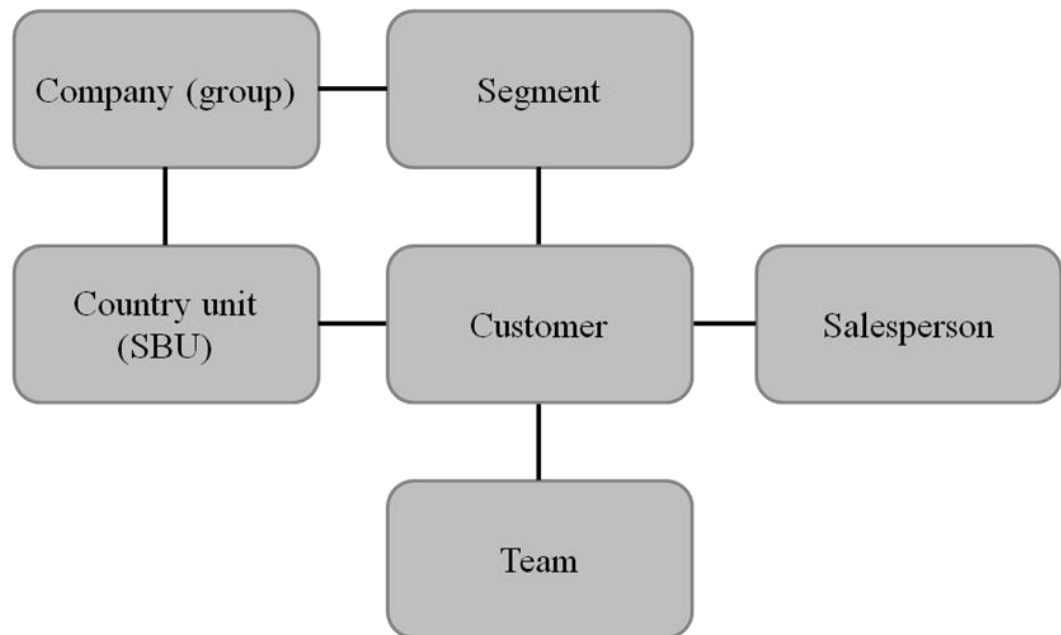 Company (group)
Segment
Country unit
(SBU)
Customer
Salesperson
Team